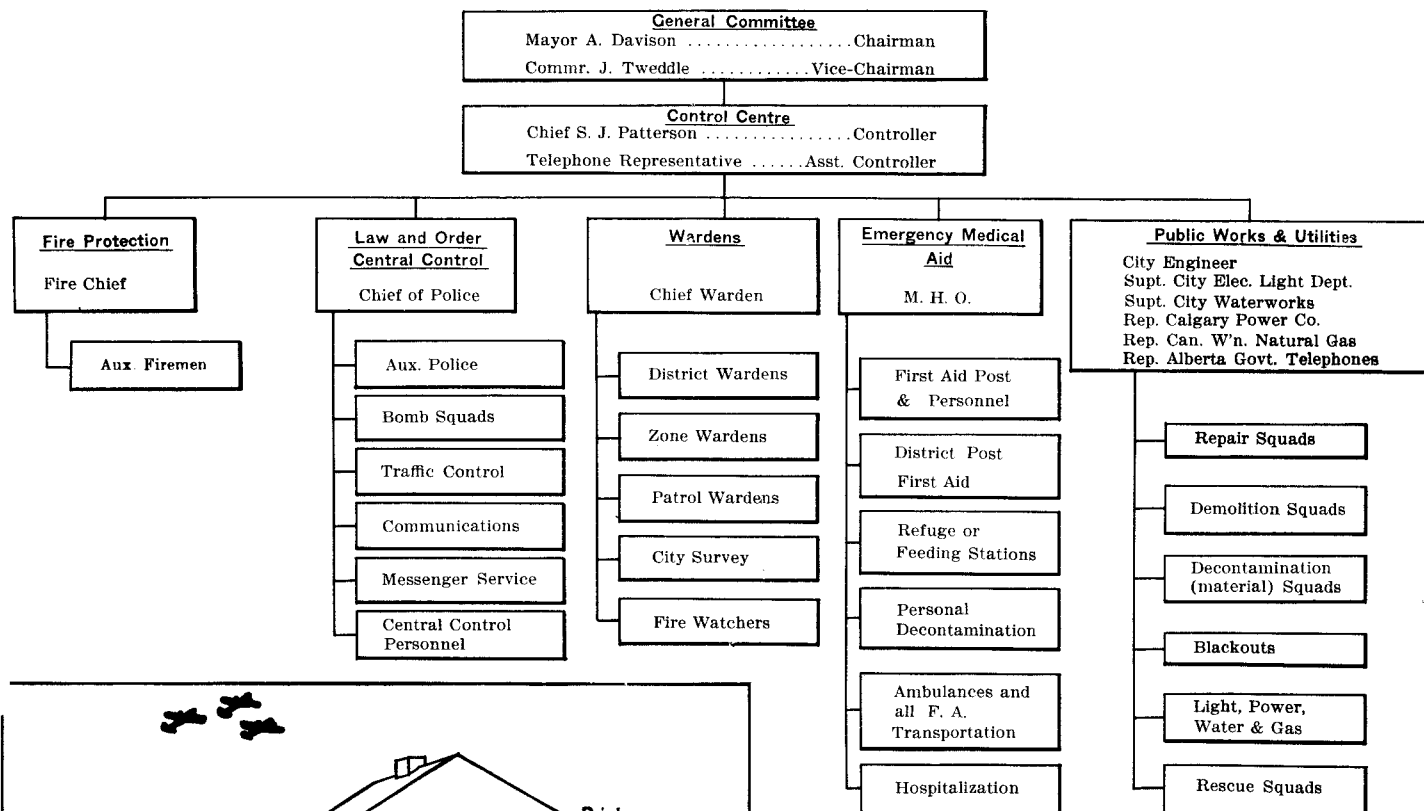 General Committee
Mayor A. Davison .................. Chairman
Commr. J. Tweddle ............ Vice-Chairman
Control Centre
Chief S. J. Patterson ................ Controller
Telephone Representative ...... Asst. Controller
Fire Protection
Fire Chief
Aux. Firemen
Law and Order
Central Control
Chief of Police
Aux. Police
Bomb Squads
Traffic Control
Communications
Messenger Service
Central Control
Personnel
Wardens
Chief Warden
District Wardens
Zone Wardens
Patrol Wardens
City Survey
Fire Watchers
Emergency Medical
Aid
M. H. O.
First Aid Post
& Personnel
District Post
First Aid
Refuge or
Feeding Stations
Personal
Decontamination
Ambulances and
all F. A.
Transportation
Hospitalization
Public Works & Utilities
City Engineer
Supt. City Elec. Light Dept.
Supt. City Waterworks
Rep. Calgary Power Co.
Rep. Can. W'n. Natural Gas
Rep. Alberta Govt. Telephones
Repair Squads
Demolition Squads
Decontamination
(material) Squads
Blackouts
Light, Power,
Water & Gas
Rescue Squads